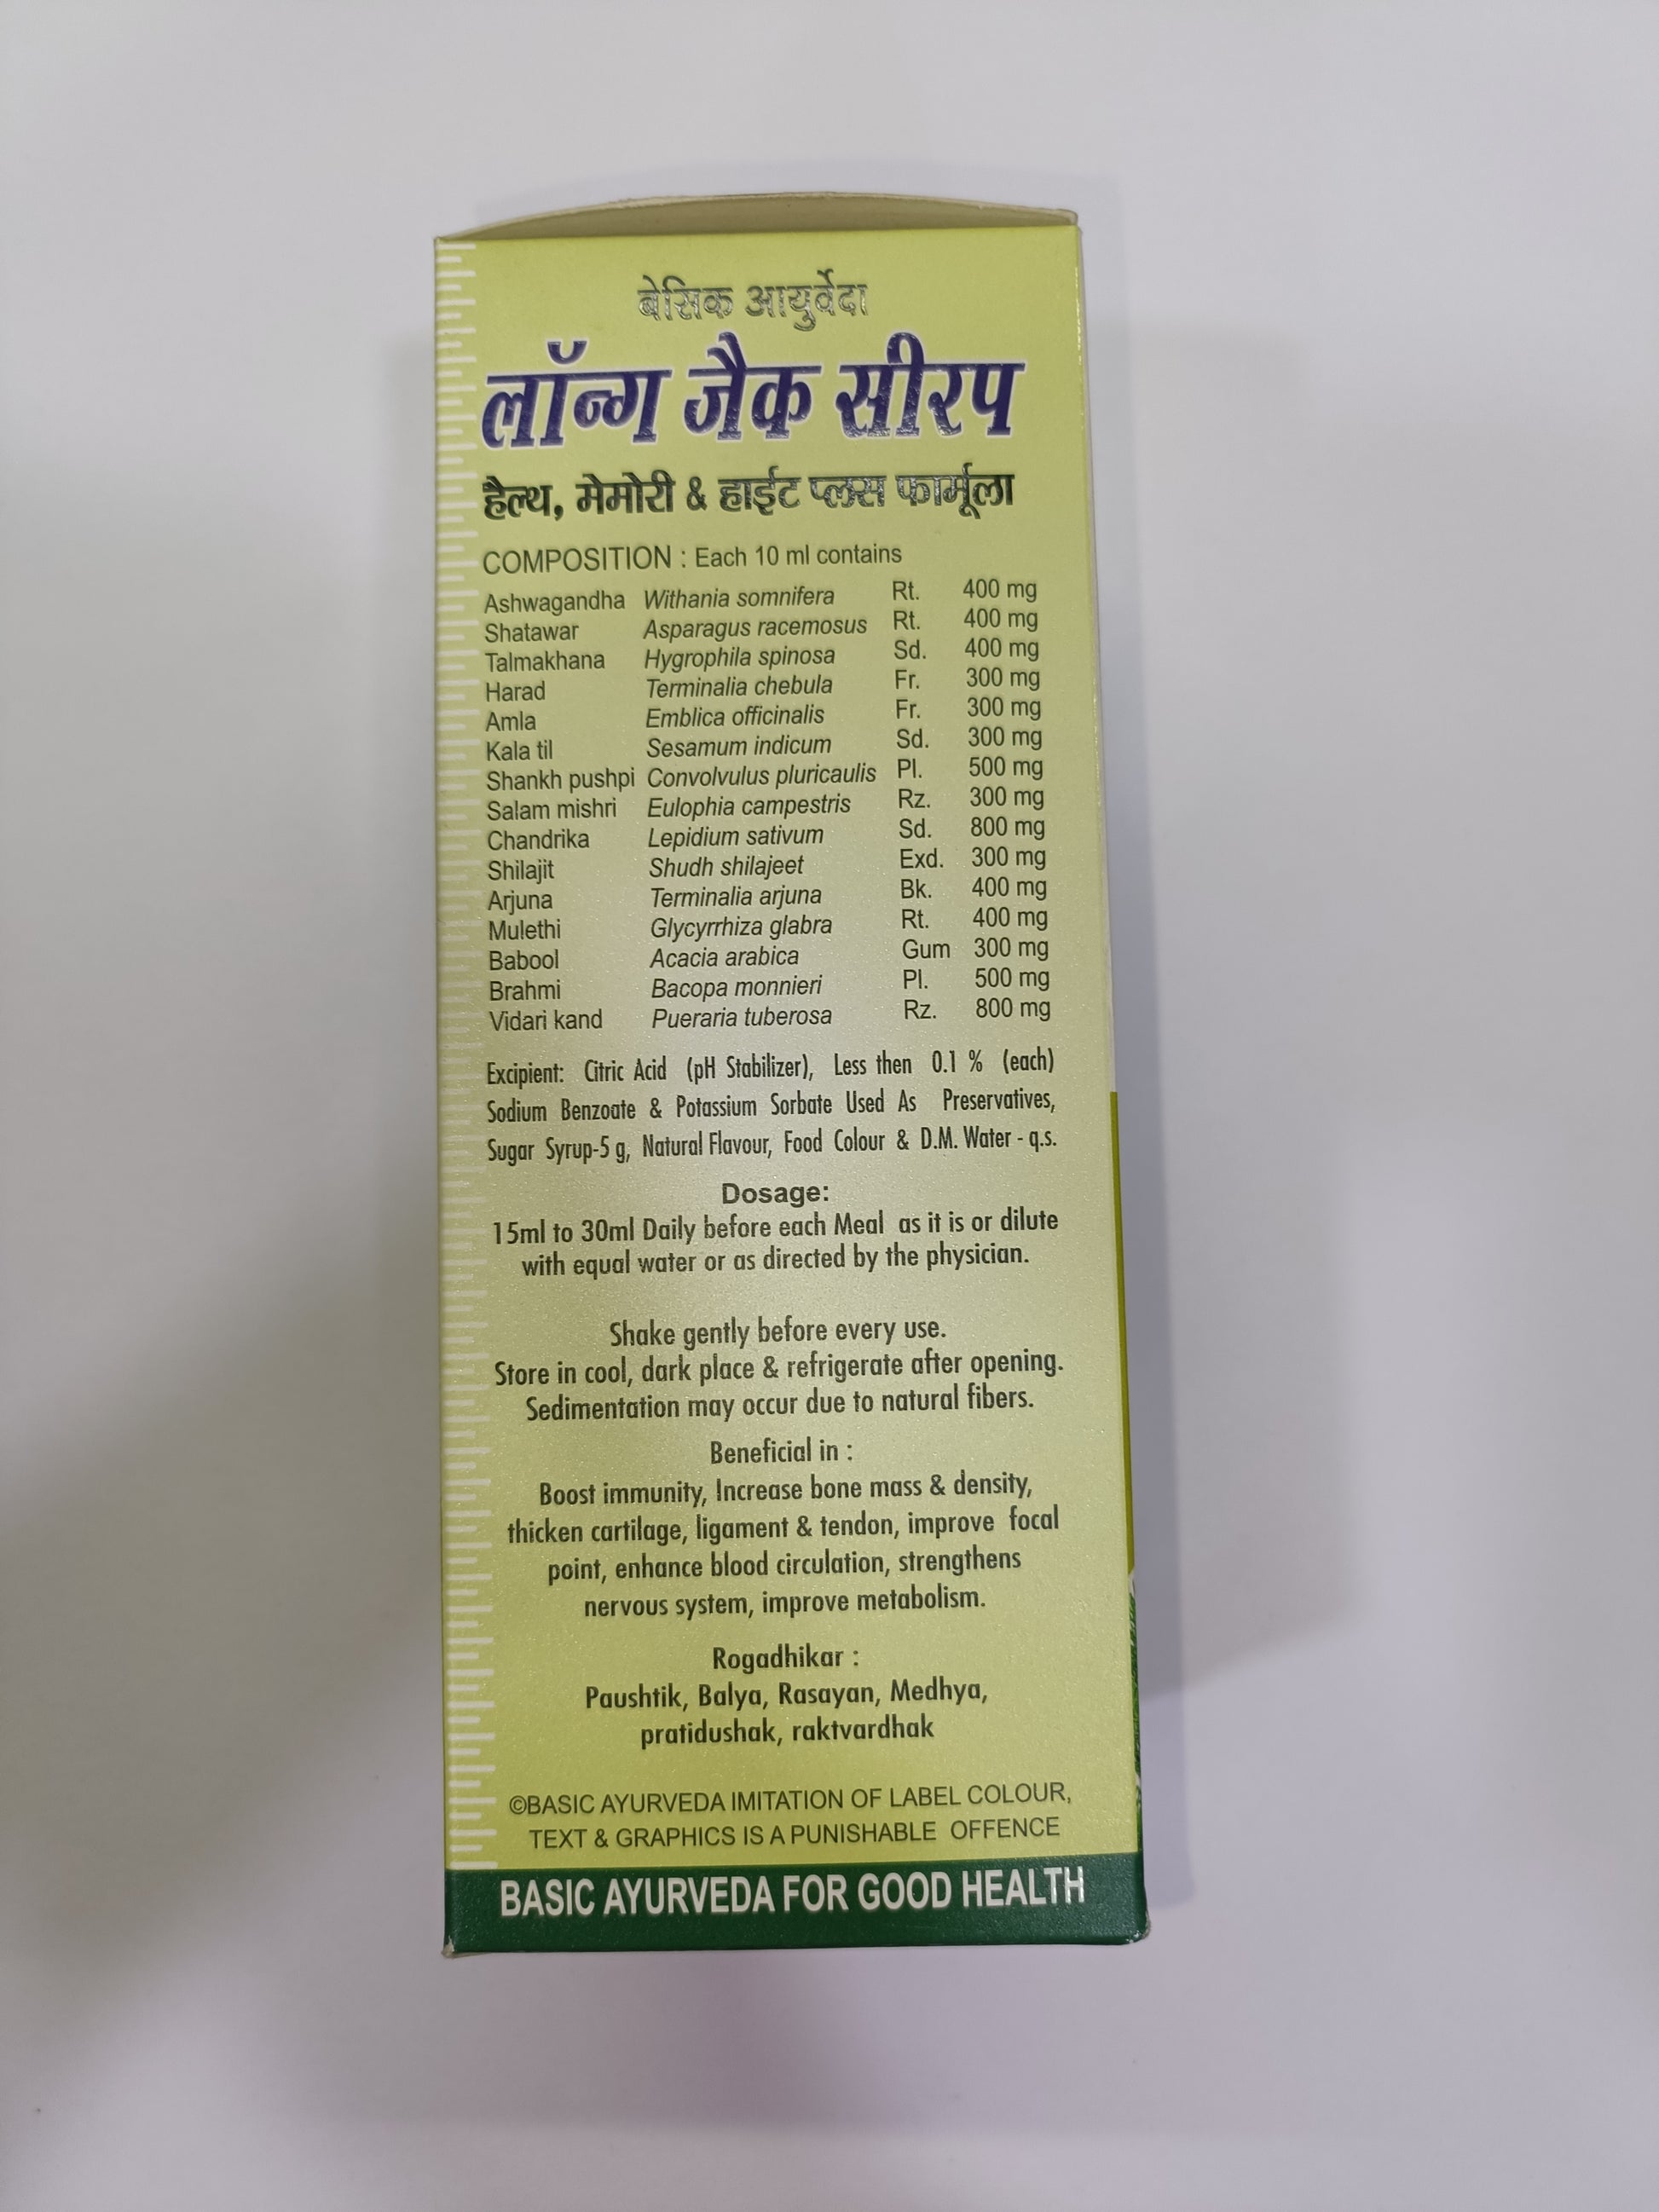 बेसिक आयुर्वेदा
लॉन्ग जैक सीरप
हैल्थ, मेमोरी & हाईट प्लस फार्मूला
COMPOSITION : Each 10 ml contains
Ashwagandha Withania somnifera Rt. 400 mg
Shatawar Asparagus racemosus Rt. 400 mg
Talmakhana Hygrophila spinosa Sd. 400 mg
Harad Terminalia chebula Fr. 300 mg
Amla Emblica officinalis Fr. 300 mg
Kala til Sesamum indicum Sd. 300 mg
Shankh pushpi Convolvulus pluricaulis Pl. 500 mg
Salam mishri Eulophia campestris Rz. 300 mg
Chandrika Lepidium sativum Sd. 800 mg
Shilajit Shudh shilajeet Exd. 300 mg
Arjuna Terminalia arjuna Bk. 400 mg
Mulethi Glycyrrhiza glabra Rt. 400 mg
Babool Acacia arabica Gum 300 mg
Brahmi Bacopa monnieri Pl. 500 mg
Vidari kand Pueraria tuberosa Rz. 800 mg
Excipient: Citric Acid (pH Stabilizer), Less then 0.1 % (each)
Sodium Benzoate & Potassium Sorbate Used As Preservatives,
Sugar Syrup-5 g, Natural Flavour, Food Colour & D.M. Water - q.s.
Dosage:
15ml to 30ml Daily before each Meal as it is or dilute
with equal water or as directed by the physician.
Shake gently before every use.
Store in cool, dark place & refrigerate after opening.
Sedimentation may occur due to natural fibers.
Beneficial in :
Boost immunity, Increase bone mass & density,
thicken cartilage, ligament & tendon, improve focal
point, enhance blood circulation, strengthens
nervous system, improve metabolism.
Rogadhikar :
Paushtik, Balya, Rasayan, Medhya,
pratidushak, raktvardhak
©BASIC AYURVEDA IMITATION OF LABEL COLOUR,
TEXT & GRAPHICS IS A PUNISHABLE OFFENCE
BASIC AYURVEDA FOR GOOD HEALTH